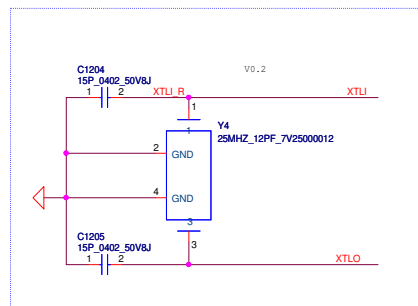 C1204
15P_0402_50V8J
V0.2
1
2
XTLI_R
XTLI
1
1
Y4
25MHZ_12PF_7V25000012
2
GND
4
GND
3
3
C1205
15P_0402_50V8J
1
2
XTLO